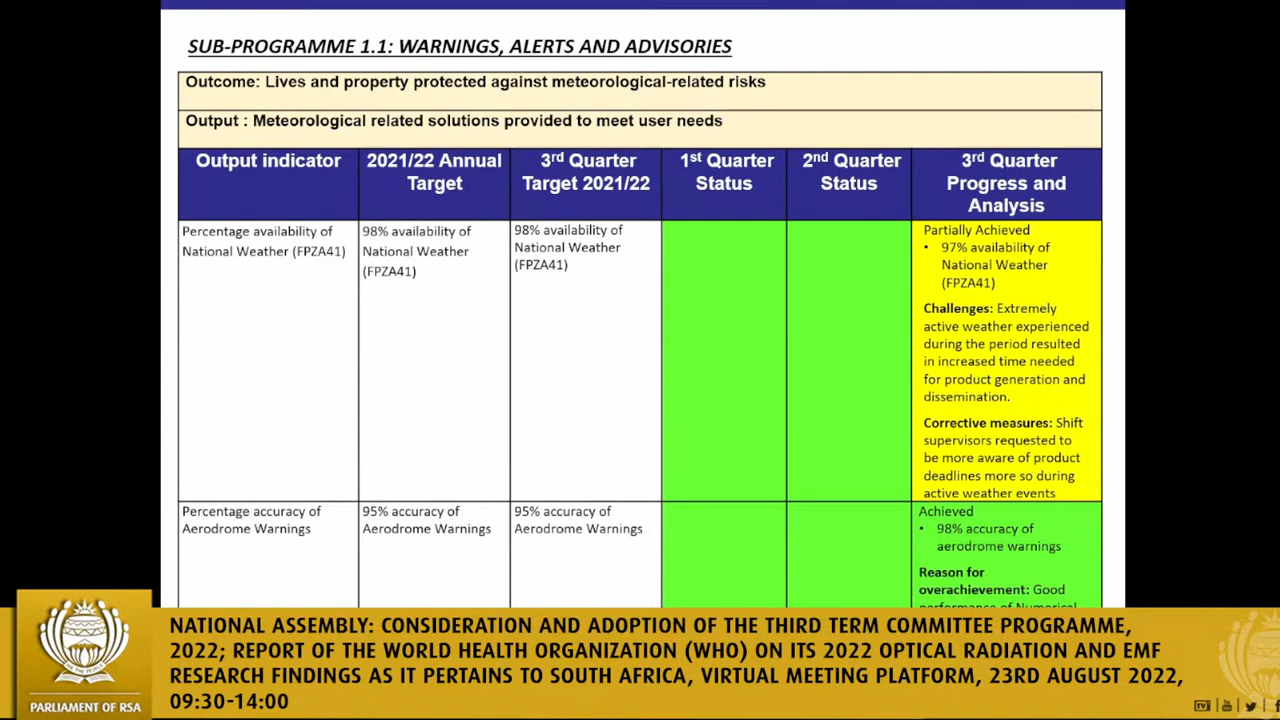 SUB-PROGRAMME 1.1: WARNINGS, ALERTS AND ADVISORIES
Outcome: Lives and property protected against meteorological-related risks
Output : Meteorological related solutions provided to meet user needs
Output indicator
2021/22 Annual
Target
3rd Quarter
Target 2021/22
1st Quarter
Status
2nd Quarter
Status
3rd Quarter
Progress and
Analysis
Percentage availability of
National Weather (FPZA41)
98% availability of
National Weather
(FPZA41)
98% availability of
National Weather
(FPZA41)
Partially Achieved
• 97% availability of
National Weather
(FPZA41)
Challenges: Extremely
active weather experienced
during the period resulted
in increased time needed
for product generation and
dissemination.
Corrective measures: Shift
supervisors requested to
be more aware of product
deadlines more so during
active weather events
Percentage accuracy of
Aerodrome Warnings
95% accuracy of
Aerodrome Warnings
95% accuracy of
Aerodrome Warnings
Achieved
• 98% accuracy of
aerodrome warnings
Reason for
overachievement: Good
performance of Numerical
NATIONAL ASSEMBLY: CONSIDERATION AND ADOPTION OF THE THIRD TERM COMMITTEE PROGRAMME,
2022; REPORT OF THE WORLD HEALTH ORGANIZATION (WHO) ON ITS 2022 OPTICAL RADIATION AND EMF
RESEARCH FINDINGS AS IT PERTAINS TO SOUTH AFRICA, VIRTUAL MEETING PLATFORM, 23RD AUGUST 2022,
09:30-14:00
PARLIAMENT OF RSA